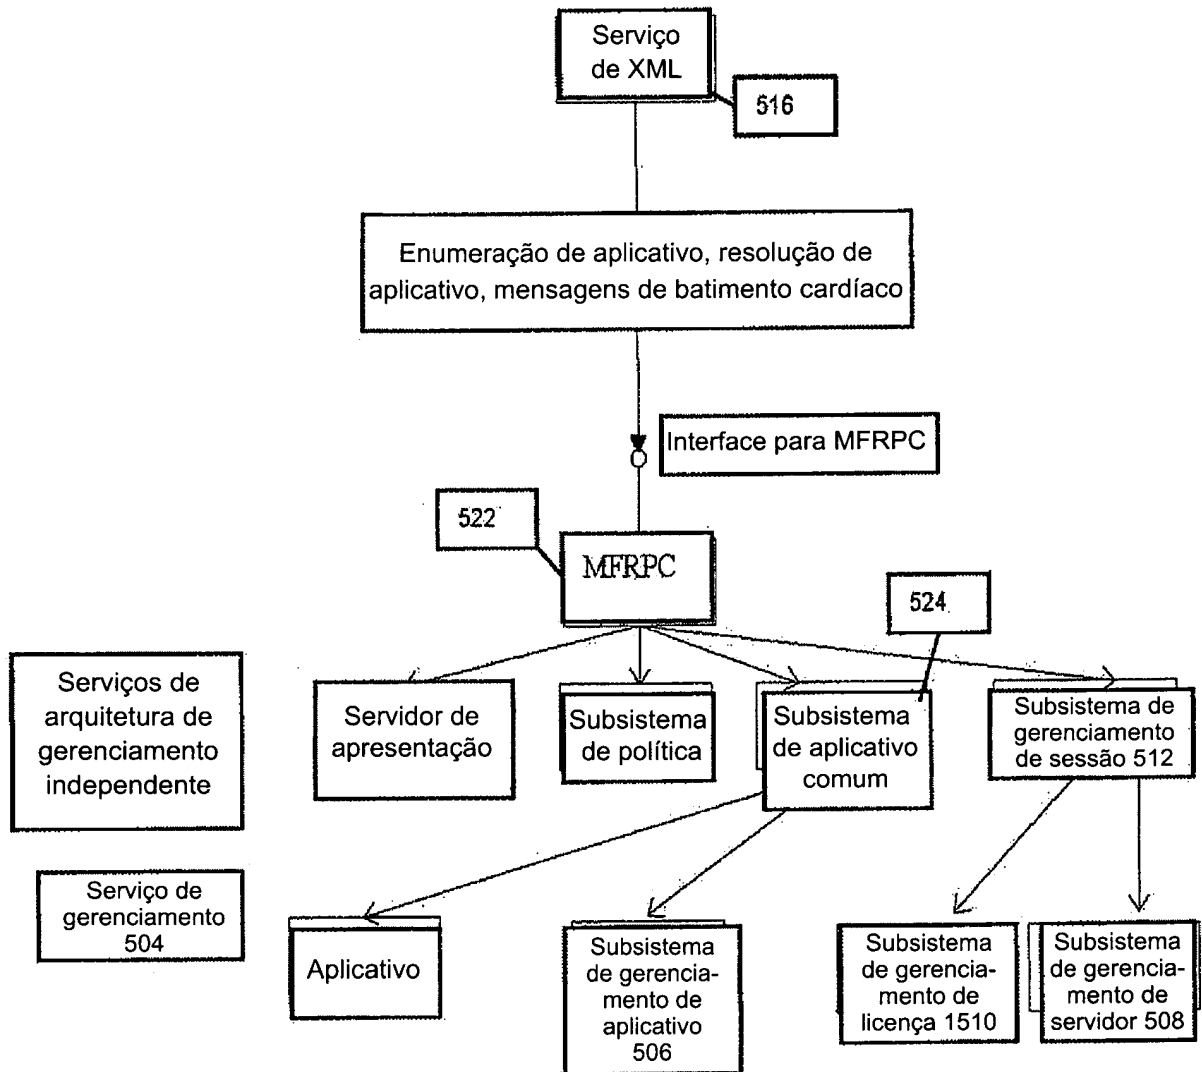 Serviço
de XML
516
Enumeração de aplicativo, resolução de
aplicativo, mensagens de batimento cardíaco
Interface para MFRPC
522
MFRPC
524
Serviços de
arquitetura de
gerenciamento
independente
Servidor de
apresentação
Subsistema
de política
Subsistema
de aplicativo
comum
Subsistema de
gerenciamento
de sessão 512
Serviço de
gerenciamento
504
Aplicativo
Subsistema
de gerencia-
mento de
aplicativo
506
Subsistema
de gerencia-
mento de
licença 1510
Subsistema
de gerencia-
mento de
servidor 508